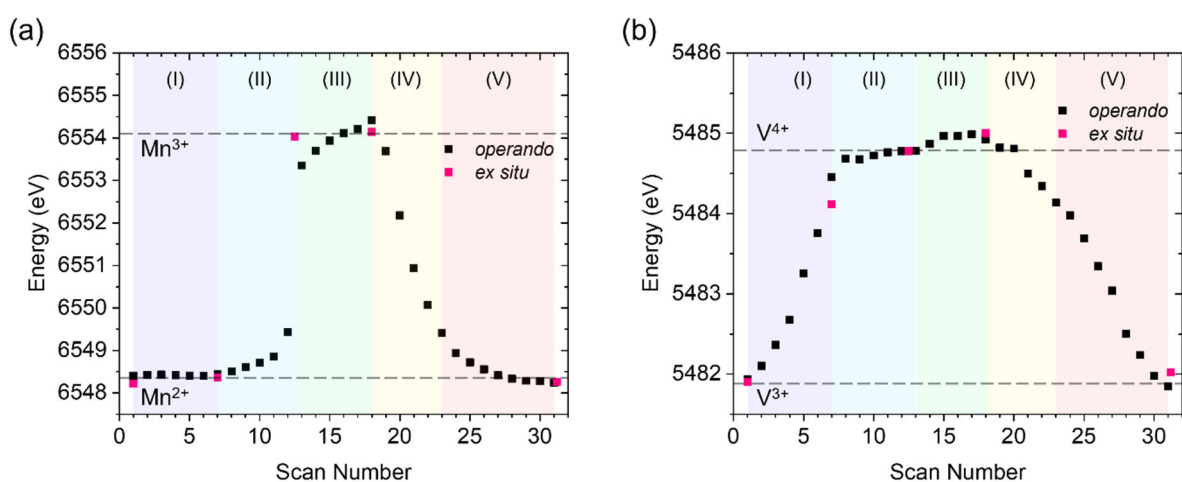 (a)
6556
6555
6554
6553
6552
6551
6550
6549
6548
Energy (eV)
(I) (II) (III) (IV) (V)
Mn³⁺
operando
ex situ
Mn²⁺
0 5 10 15 20 25 30
Scan Number
(b)
5486
5485
5484
5483
5482
Energy (eV)
(I) (II) (III) (IV) (V)
operando
ex situ
V⁴⁺
V³⁺
0 5 10 15 20 25 30
Scan Number